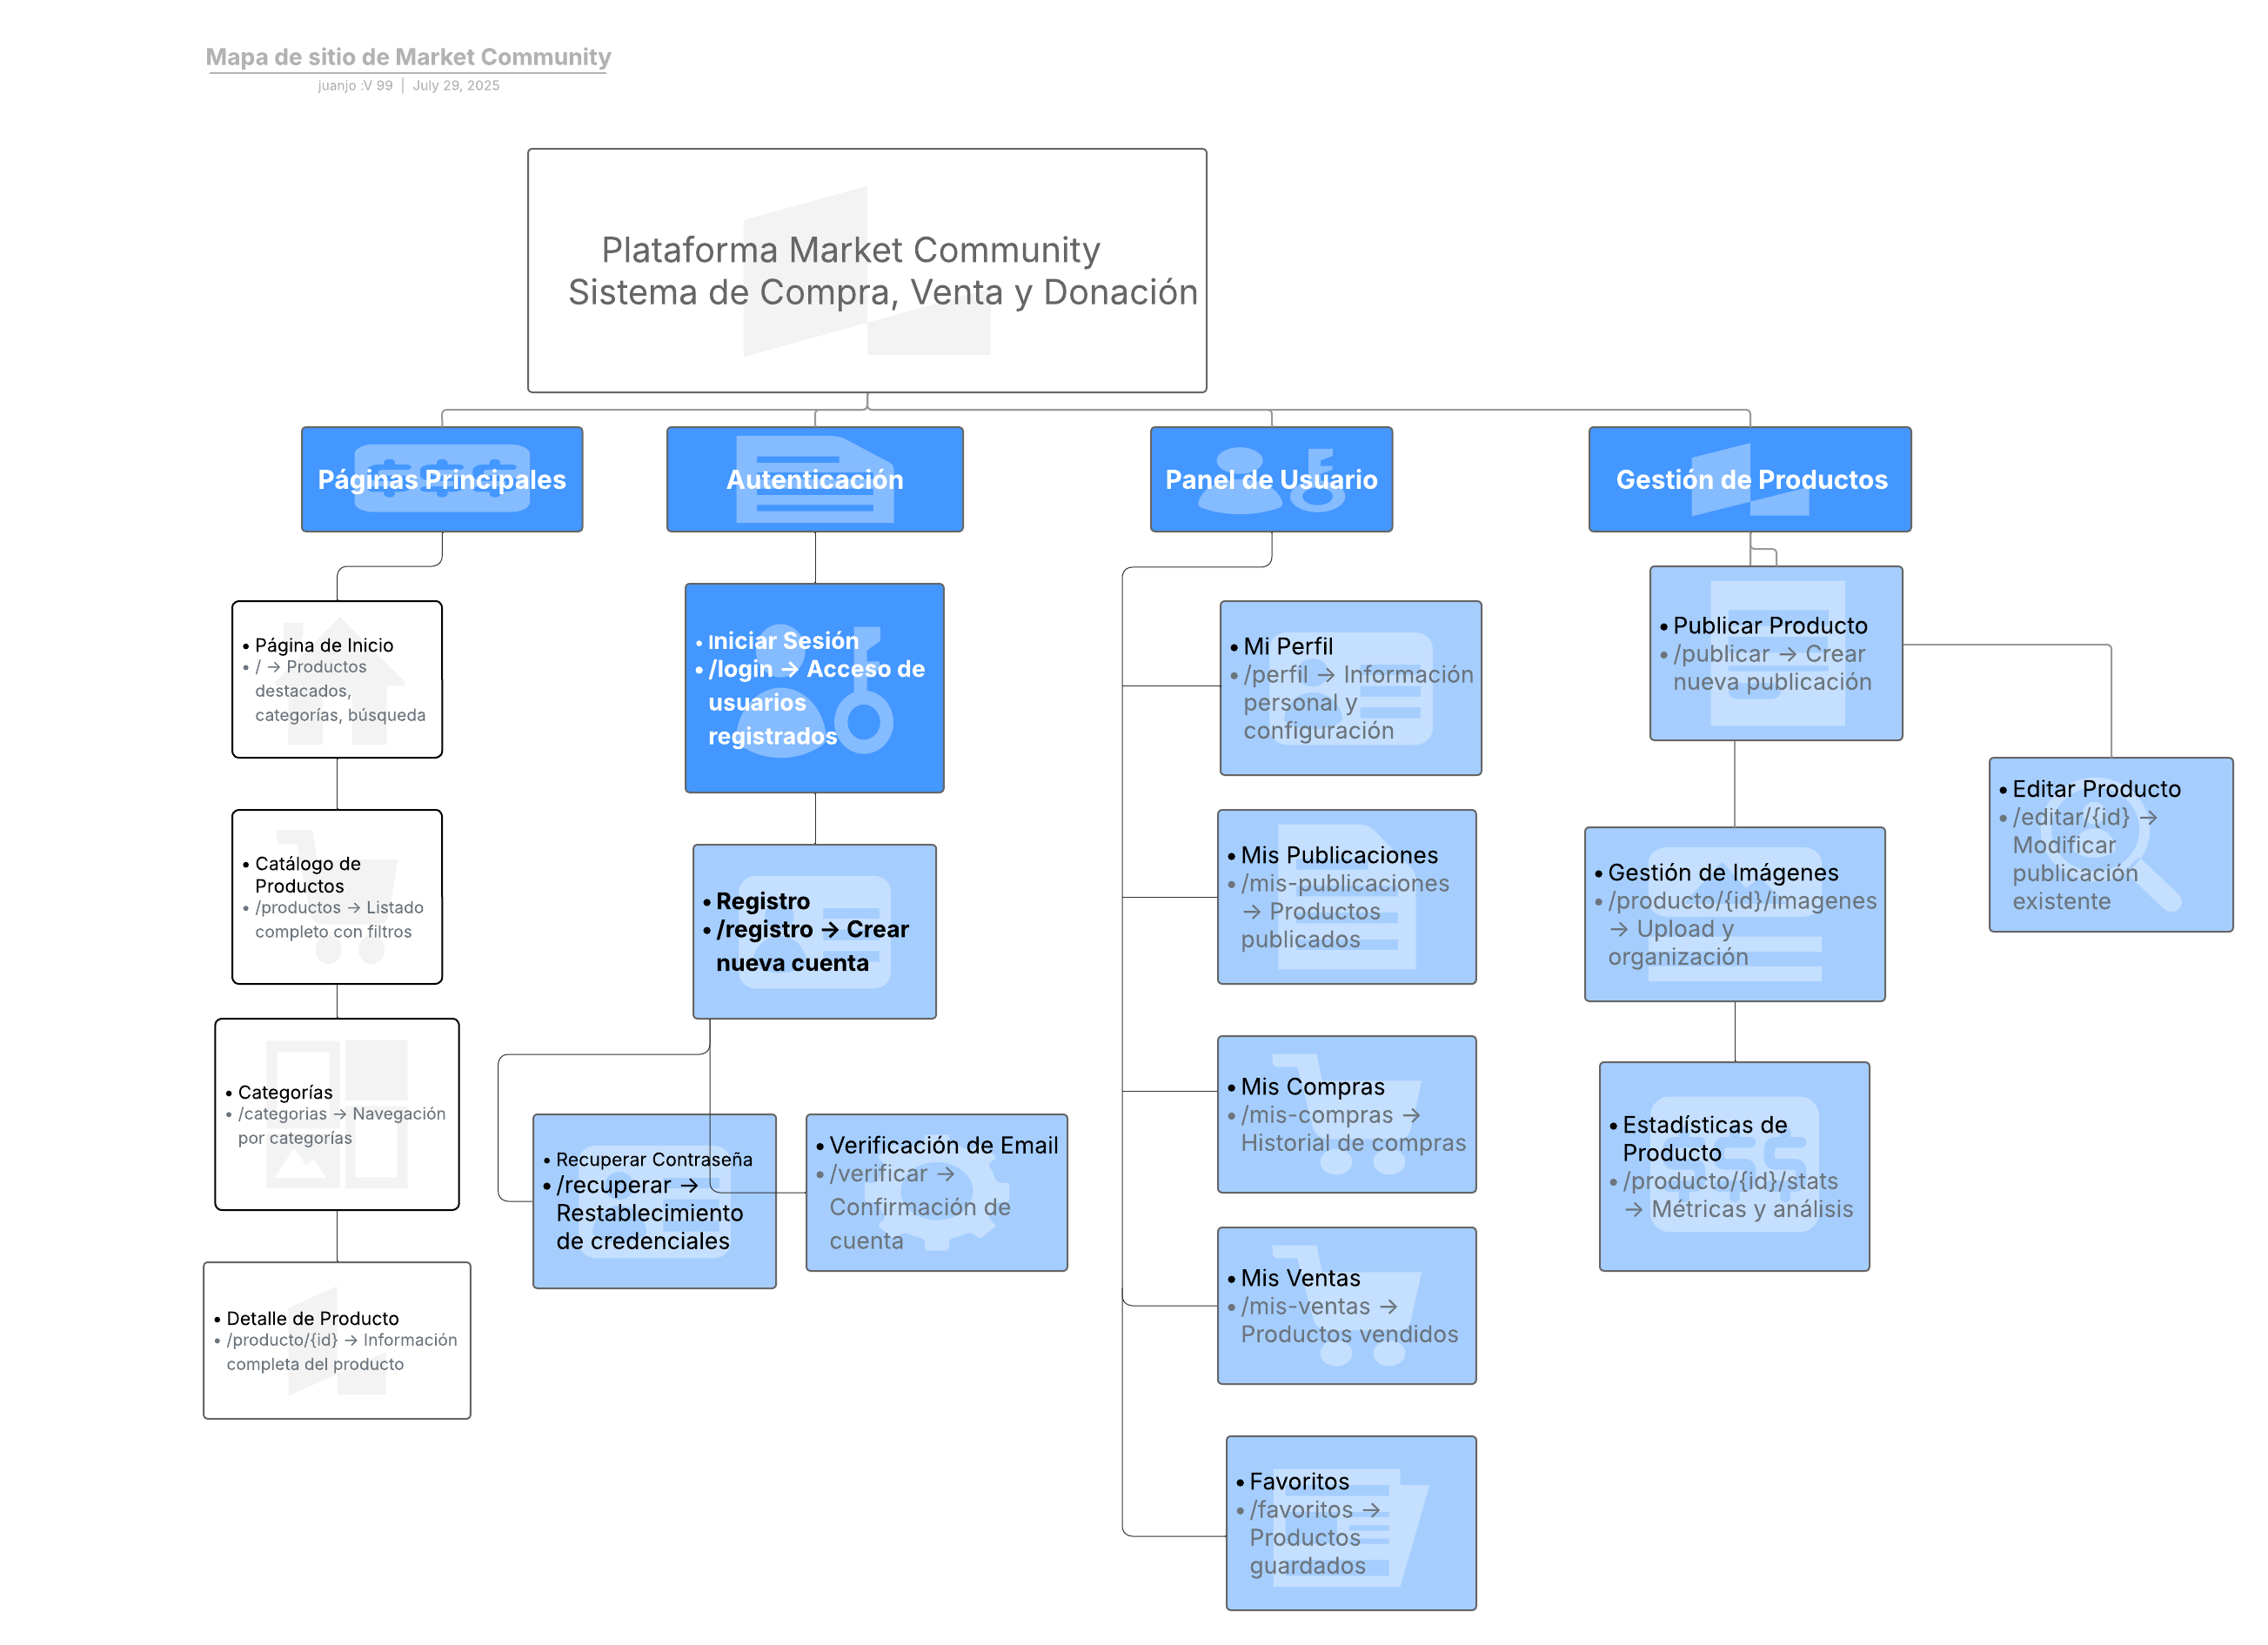 Mapa de sitio de Market Community
juanjo :V 99 | July 29, 2025
Plataforma Market Community
Sistema de Compra, Venta y Donación
Páginas Principales
Autenticación
Panel de Usuario
Gestión de Productos
• Página de Inicio
• / → Productos
destacados,
categorías, búsqueda
• Catálogo de
Productos
• /productos → Listado
completo con filtros
• Categorías
• /categorias → Navegación
por categorías
• Detalle de Producto
• /producto/{id} → Información
completa del producto
• Iniciar Sesión
• /login → Acceso de
usuarios
registrados
• Registro
• /registro → Crear
nueva cuenta
• Recuperar Contraseña
• /recuperar →
Restablecimiento
de credenciales
• Verificación de Email
• /verificar →
Confirmación de
cuenta
• Mi Perfil
• /perfil → Información
personal y
configuración
• Mis Publicaciones
• /mis-publicaciones
→ Productos
publicados
• Mis Compras
• /mis-compras →
Historial de compras
• Mis Ventas
• /mis-ventas →
Productos vendidos
• Favoritos
• /favoritos →
Productos
guardados
• Publicar Producto
• /publicar → Crear
nueva publicación
• Gestión de Imágenes
• /producto/{id}/imagenes
→ Upload y
organización
• Estadísticas de
Producto
• /producto/{id}/stats
→ Métricas y análisis
• Editar Producto
• /editar/{id} →
Modificar
publicación
existente